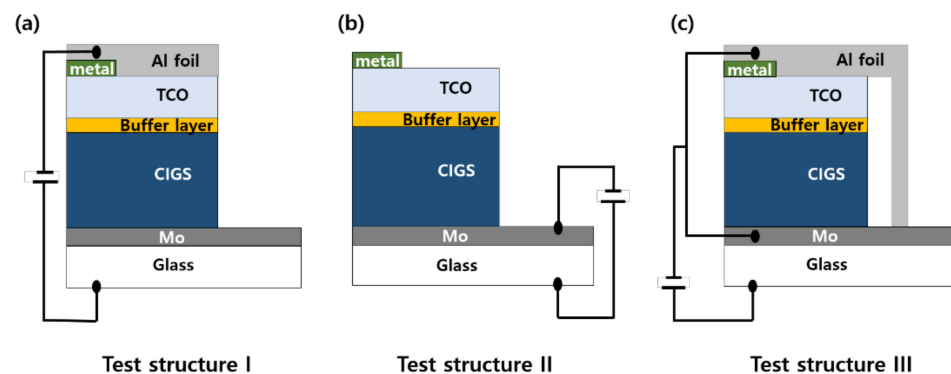 (a)
Al foil
metal
TCO
Buffer layer
CIGS
Mo
Glass
Test structure I
(b)
metal
TCO
Buffer layer
CIGS
Mo
Glass
Test structure II
(c)
Al foil
metal
TCO
Buffer layer
CIGS
Mo
Glass
Test structure III